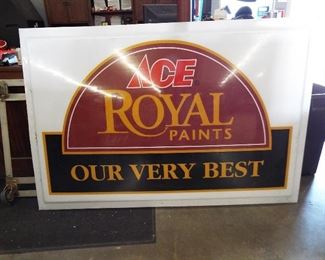 ACE
ROYAL
PAINTS
OUR VERY BEST